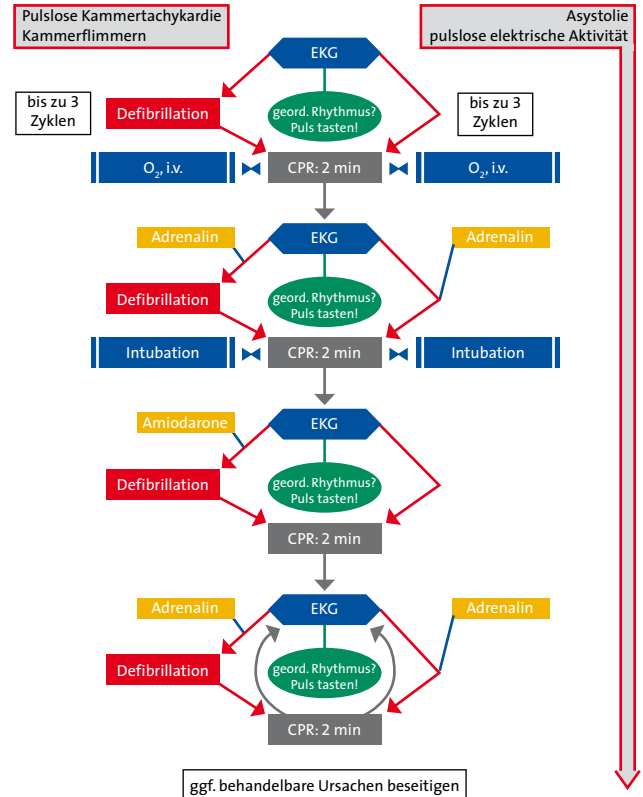 Pulslose Kammertachykardie
Kammerflimmern
Asystolie
pulslose elektrische Aktivität
EKG
bis zu 3
Zyklen
Defibrillation
geord. Rhythmus?
Puls tasten!
bis zu 3
Zyklen
O₂, i.v.
CPR: 2 min
O₂, i.v.
Adrenalin
EKG
Adrenalin
Defibrillation
geord. Rhythmus?
Puls tasten!
Intubation
CPR: 2 min
Intubation
Amiodarone
EKG
Defibrillation
geord. Rhythmus?
Puls tasten!
CPR: 2 min
Adrenalin
EKG
Adrenalin
Defibrillation
geord. Rhythmus?
Puls tasten!
CPR: 2 min
ggf. behandelbare Ursachen beseitigen